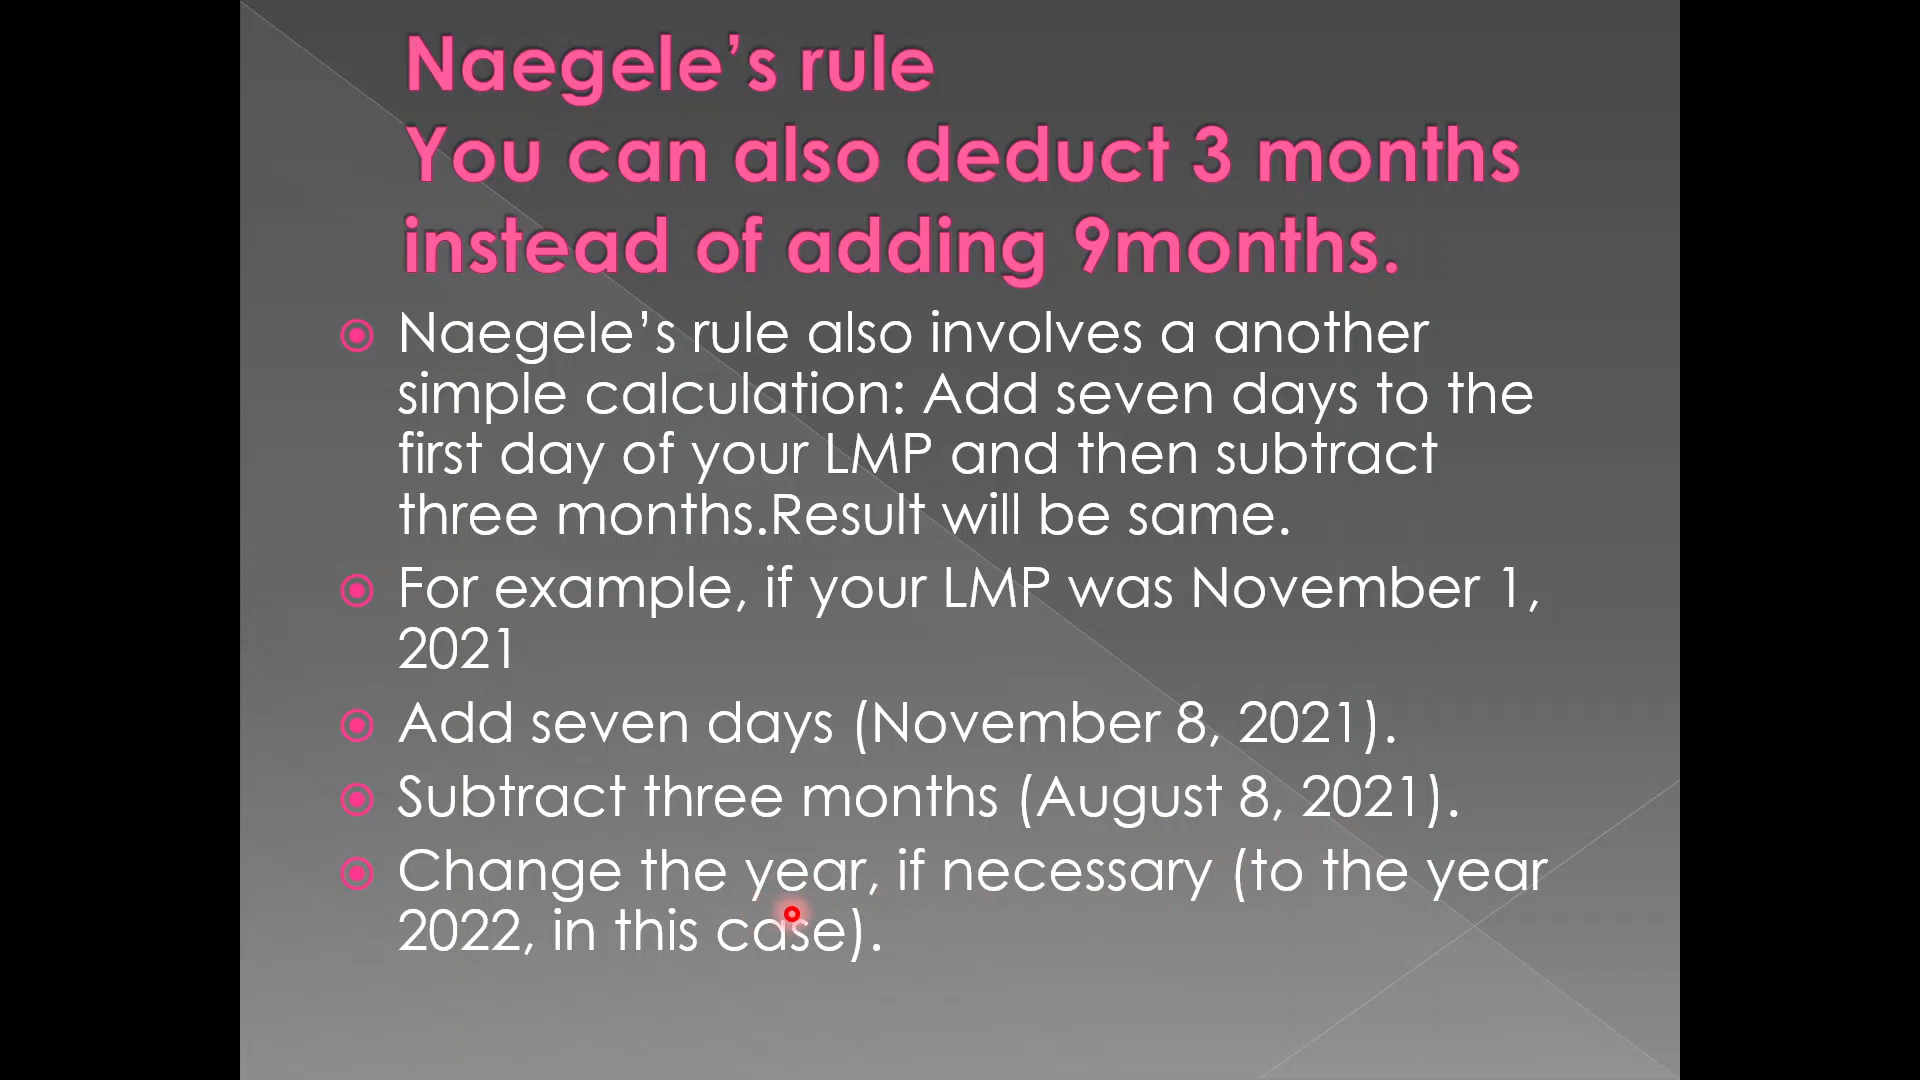 Naegele’s rule
You can also deduct 3 months
instead of adding 9months.
Naegele’s rule also involves a another
simple calculation: Add seven days to the
first day of your LMP and then subtract
three months.Result will be same.
For example, if your LMP was November 1,
2021
Add seven days (November 8, 2021).
Subtract three months (August 8, 2021).
Change the year, if necessary (to the year
2022, in this case).